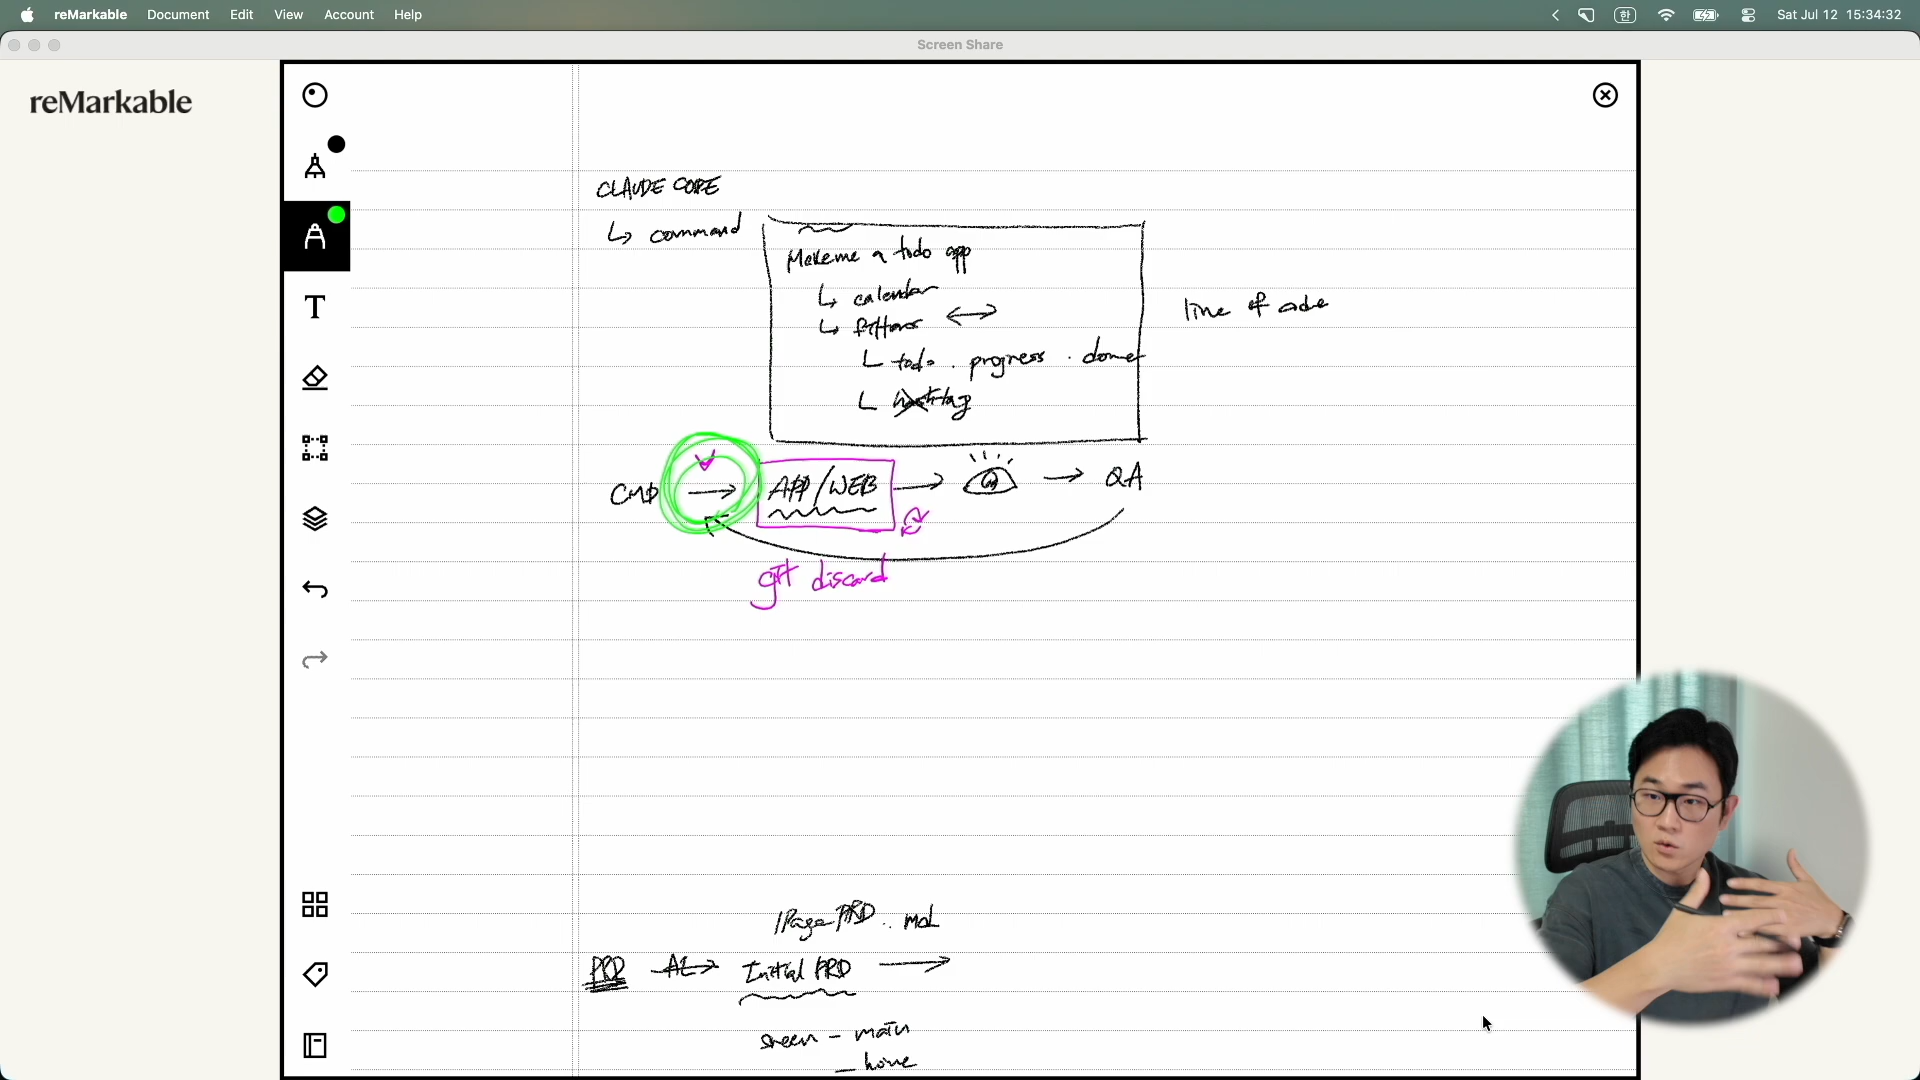 reMarkable Document Edit View Account Help
한 Sat Jul 12 15:34:32
Screen Share
reMarkable
T
CLAUDE CODE
↳ command
Make me a todo app
↳ calendar
↳ filters ↔
└ todo . progress . done
└ hashtag
line of code
CMD → APP/WEB → → QA
git discard
1Page PRD .. md
PRD AI → Initial PRD →
screen - main
- home